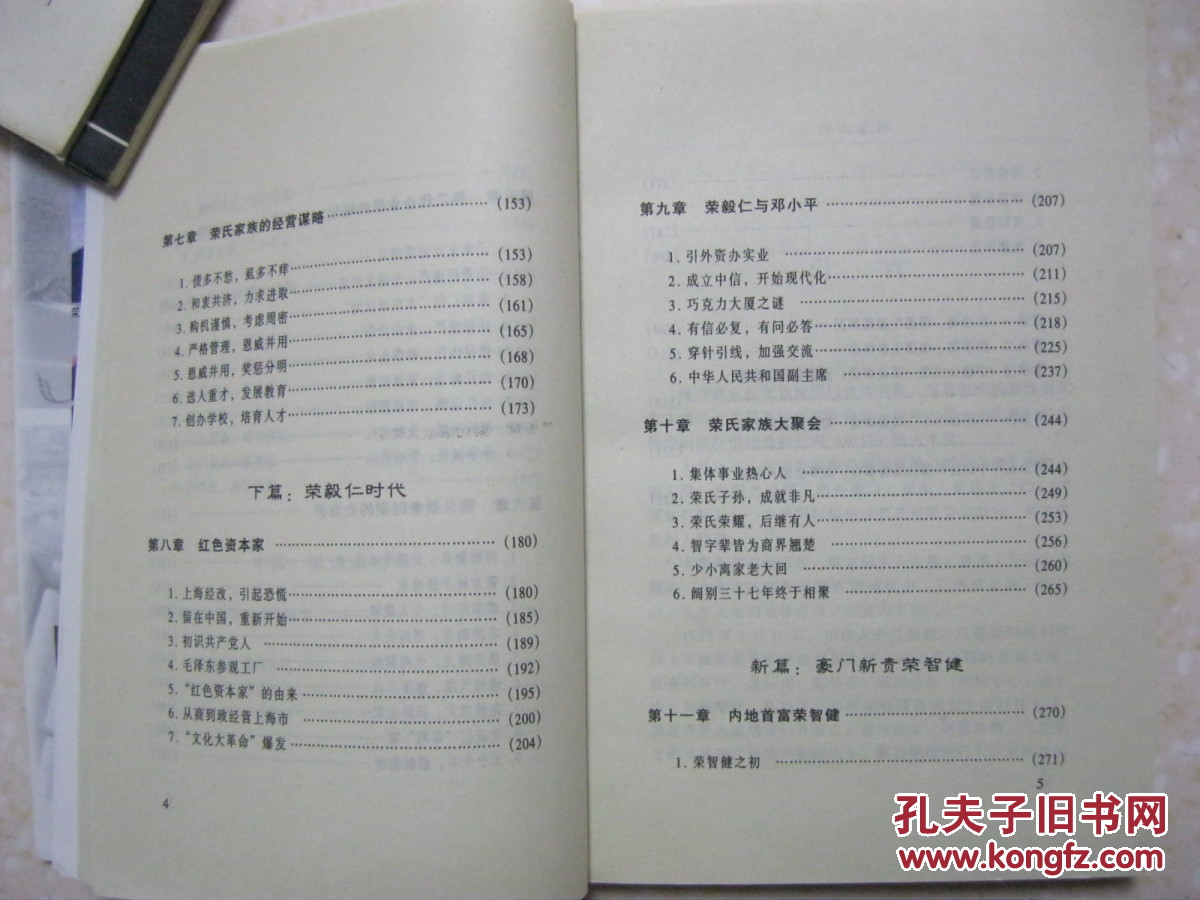 第七章 荣氏家族的经营谋略……………………(153)
1. 债多不愁，虱多不痒……………………(153)
2. 和衷共济，力求进取……………………(158)
3. 购机谨慎，考虑周密……………………(161)
4. 严格管理，恩威并用……………………(165)
5. 恩威并用，奖惩分明……………………(168)
6. 选人重才，发展教育……………………(170)
7. 创办学校，培育人才……………………(173)
下篇：荣毅仁时代
第八章 红色资本家……………………(180)
1. 上海经改，引起恐慌……………………(180)
2. 留在中国，重新开始……………………(185)
3. 初识共产党人……………………(189)
4. 毛泽东参观工厂……………………(192)
5. “红色资本家”的由来……………………(195)
6. 从商到政经营上海市……………………(200)
7. “文化大革命”爆发……………………(204)
4
第九章 荣毅仁与邓小平……………………(207)
1. 引外资办实业……………………(207)
2. 成立中信，开始现代化……………………(211)
3. 巧克力大厦之谜……………………(215)
4. 有信必复，有问必答……………………(218)
5. 穿针引线，加强交流……………………(225)
6. 中华人民共和国副主席……………………(237)
第十章 荣氏家族大聚会……………………(244)
1. 集体事业热心人……………………(244)
2. 荣氏子孙，成就非凡……………………(249)
3. 荣氏荣耀，后继有人……………………(253)
4. 智字辈皆为商界翘楚……………………(256)
5. 少小离家老大回……………………(260)
6. 阔别三十七年终于相聚……………………(265)
新篇：豪门新贵荣智健
第十一章 内地首富荣智健……………………(270)
1. 荣智健之初……………………(271)
5
荣
孔夫子旧书网
www.kongfz.com